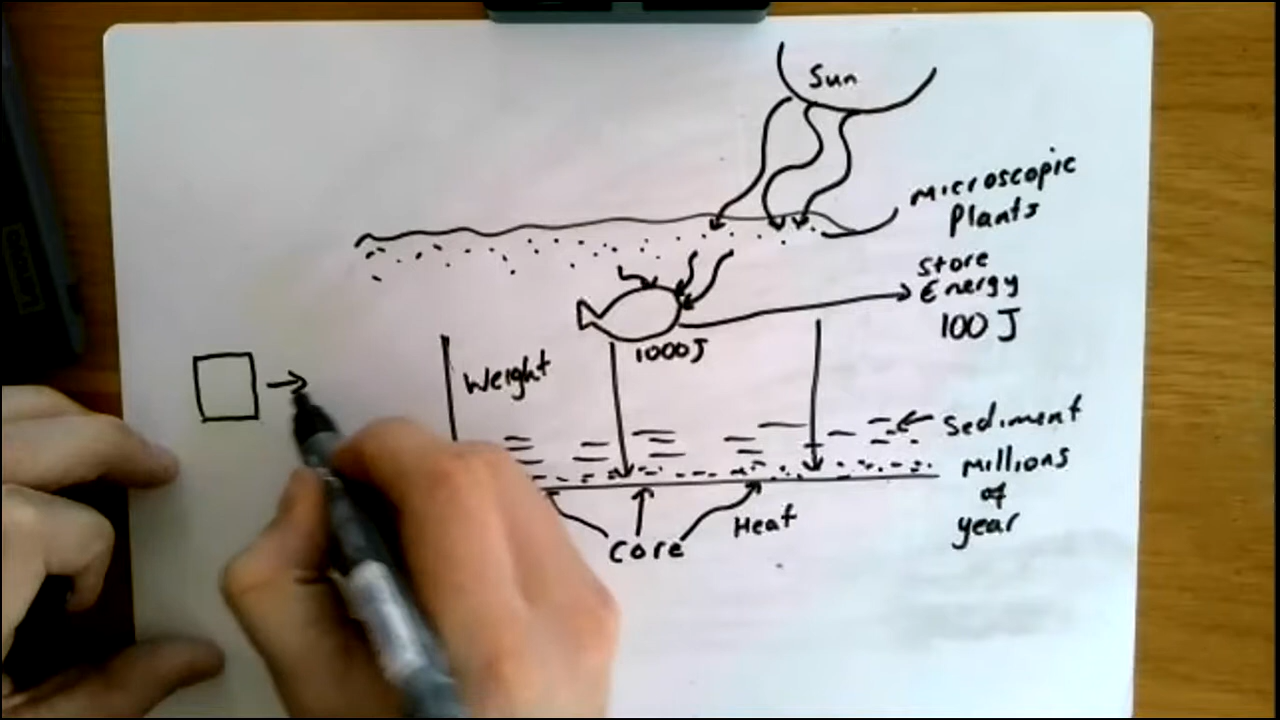 Sun
Microscopic
Plants
Store
Energy
100 J
1000J
Weight
Sediment
Millions
of
year
Heat
Core